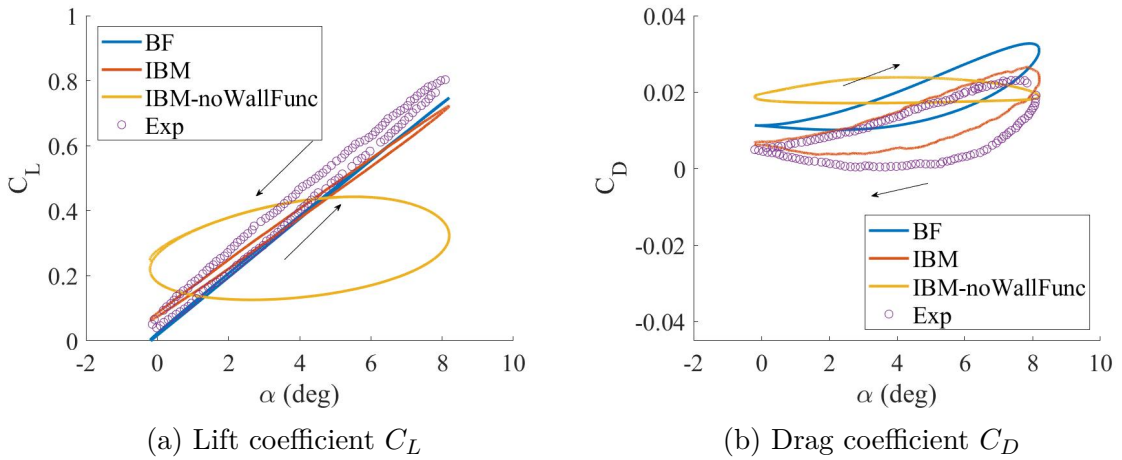 1
0.8
0.6
0.4
0.2
0
-2 0 2 4 6 8 10
C_L
α (deg)
BF
IBM
IBM-noWallFunc
Exp
(a) Lift coefficient C_L
0.04
0.02
0
-0.02
-0.04
-2 0 2 4 6 8 10
C_D
α (deg)
BF
IBM
IBM-noWallFunc
Exp
(b) Drag coefficient C_D